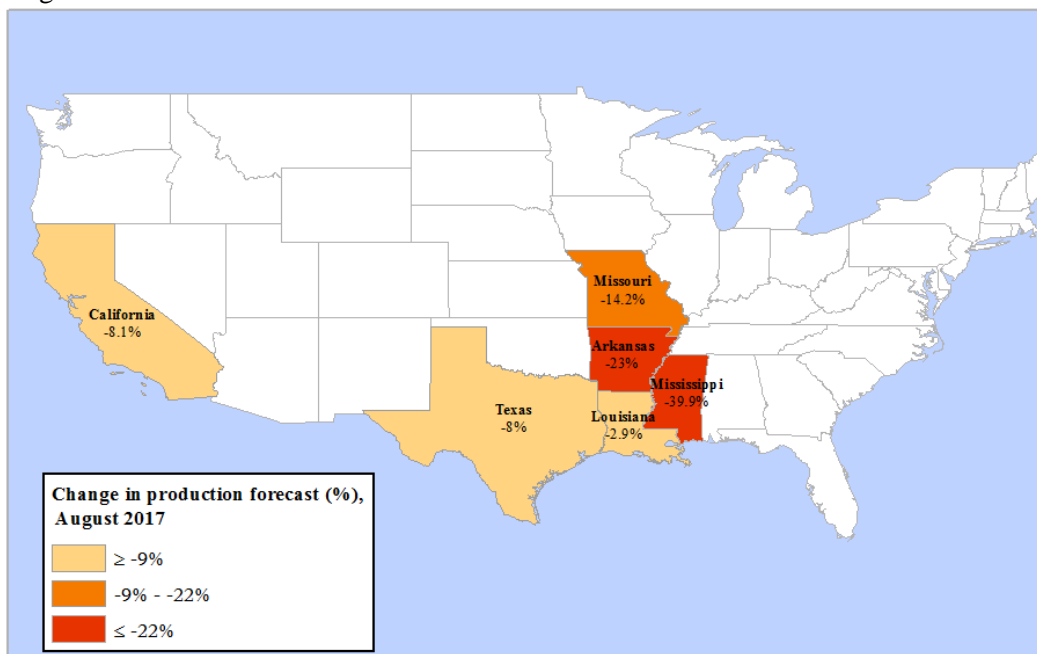 Missouri
-14.2%
California
-8.1%
Arkansas
-23%
Mississippi
-39.9%
Texas
-8%
Louisiana
-2.9%
Change in production forecast (%),
August 2017
≥ -9%
-9% - -22%
≤ -22%